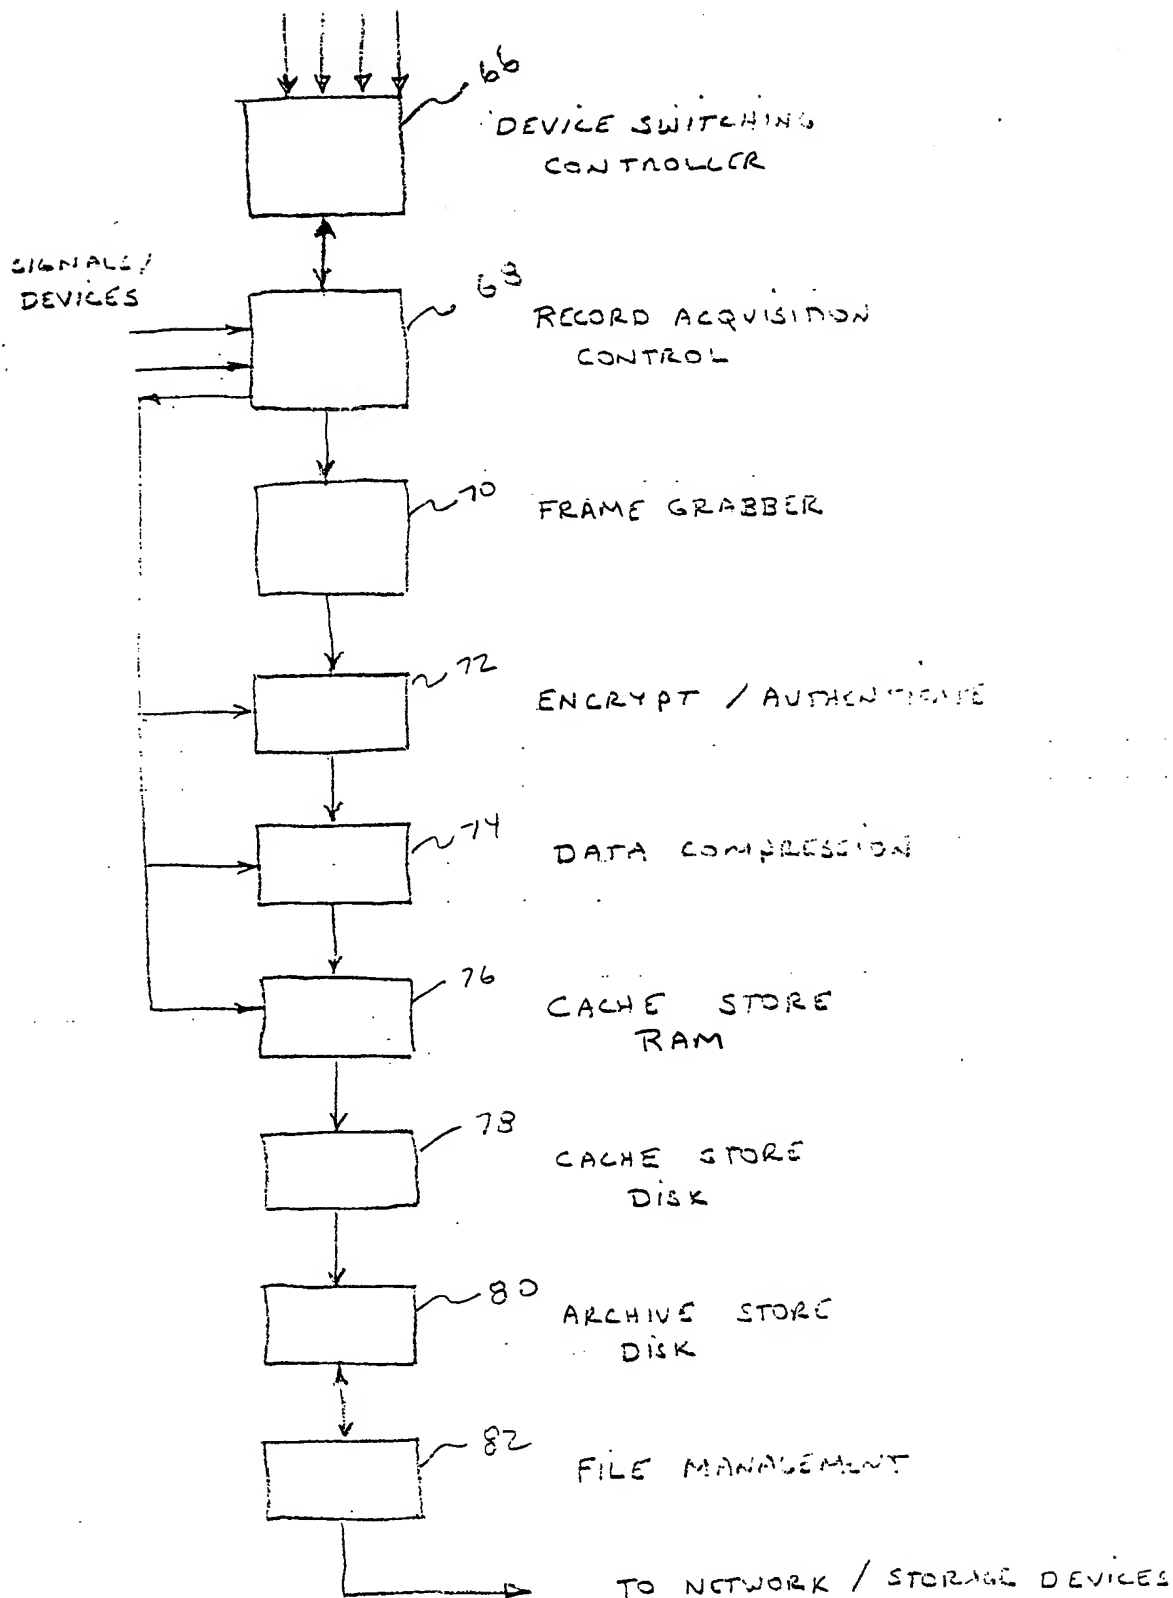 66
DEVICE SWITCHING
CONTROLLER
SIGNALS/
DEVICES
68
RECORD ACQUISITION
CONTROL
70
FRAME GRABBER
72
ENCRYPT / AUTHENTICATE
74
DATA COMPRESSION
76
CACHE STORE
RAM
78
CACHE STORE
DISK
80
ARCHIVE STORE
DISK
82
FILE MANAGEMENT
TO NETWORK / STORAGE DEVICES